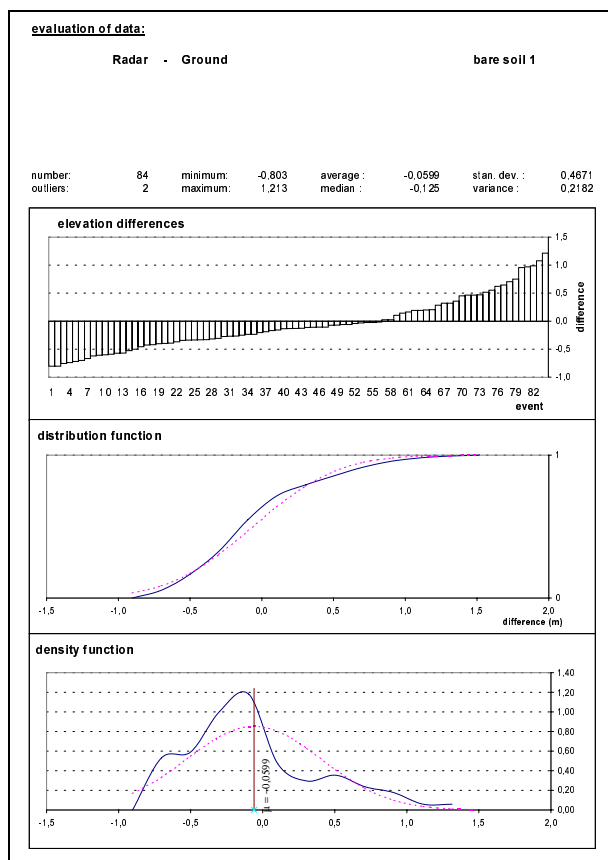 evaluation of data:
Radar - Ground bare soil 1
number: 84 minimum: -0,803 average : -0,0599 stan. dev. : 0,4671
outliers: 2 maximum: 1,213 median : -0,125 variance : 0,2182
elevation differences
1,5
1,0
0,5
0,0
-0,5
-1,0
difference
1 4 7 10 13 16 19 22 25 28 31 34 37 40 43 46 49 52 55 58 61 64 67 70 73 76 79 82
event
distribution function
1
0
-1,5 -1,0 -0,5 0,0 0,5 1,0 1,5 2,0
difference (m)
density function
1,40
1,20
1,00
0,80
0,60
0,40
0,20
0,00
μ = -0,0599
-1,5 -1,0 -0,5 0,0 0,5 1,0 1,5 2,0